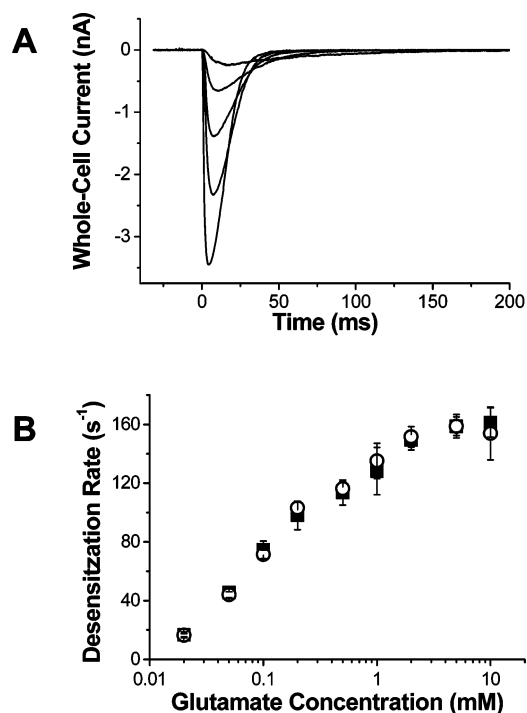 A
Whole-Cell Current (nA)
0
-1
-2
-3
0 50 100 150 200
Time (ms)
B
Desensitzation Rate (s-1)
160
120
80
40
0
0.01 0.1 1 10
Glutamate Concentration (mM)